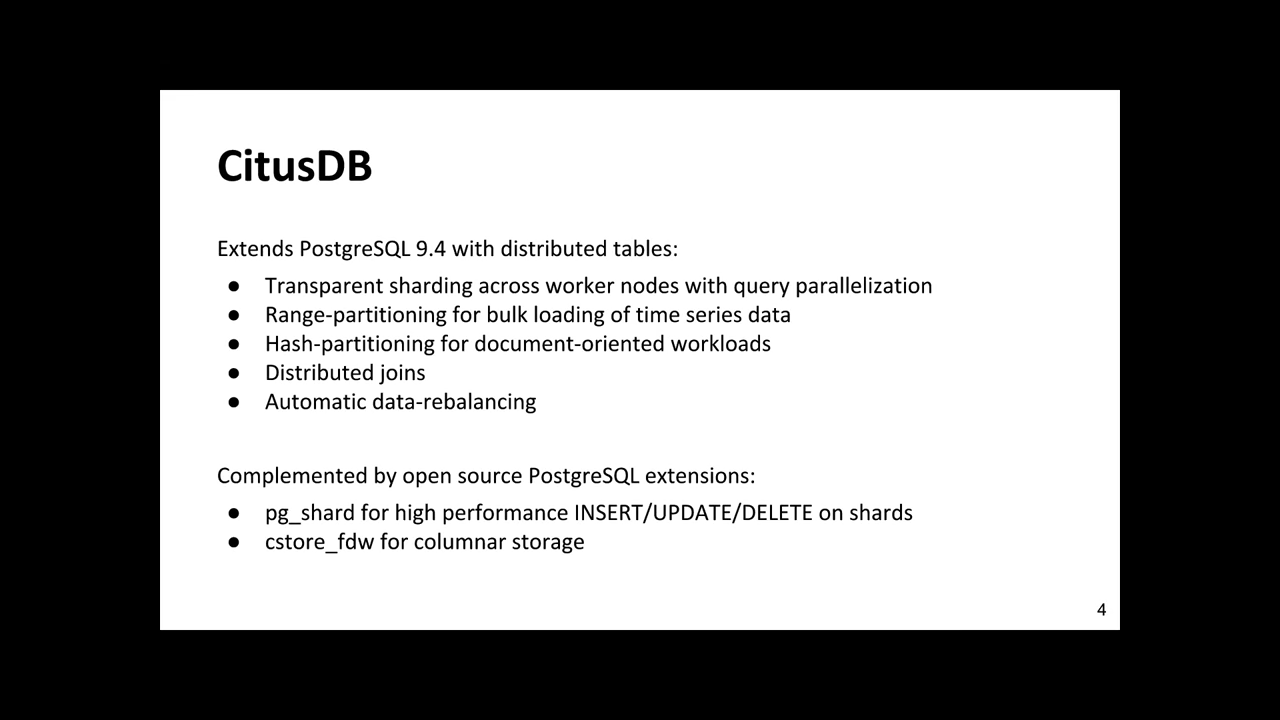 CitusDB
Extends PostgreSQL 9.4 with distributed tables:
● Transparent sharding across worker nodes with query parallelization
● Range-partitioning for bulk loading of time series data
● Hash-partitioning for document-oriented workloads
● Distributed joins
● Automatic data-rebalancing
Complemented by open source PostgreSQL extensions:
● pg_shard for high performance INSERT/UPDATE/DELETE on shards
● cstore_fdw for columnar storage
4